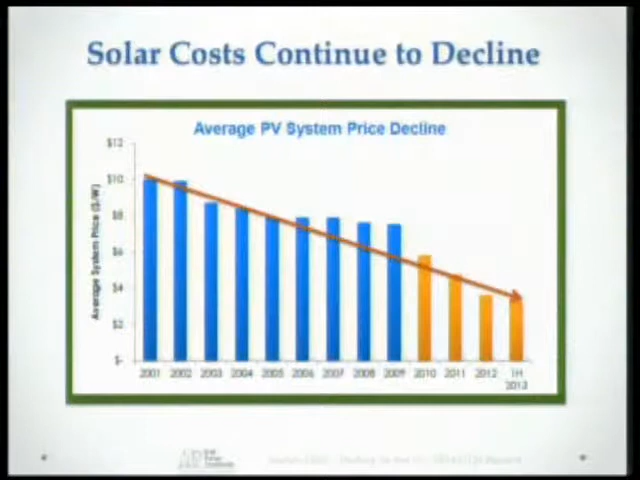 Solar Costs Continue to Decline
Average PV System Price Decline
Average System Price ($/W)
$12
$10
$8
$6
$4
$2
$-
2001 2002 2003 2004 2005 2006 2007 2008 2009 2010 2011 2012 1H 2013